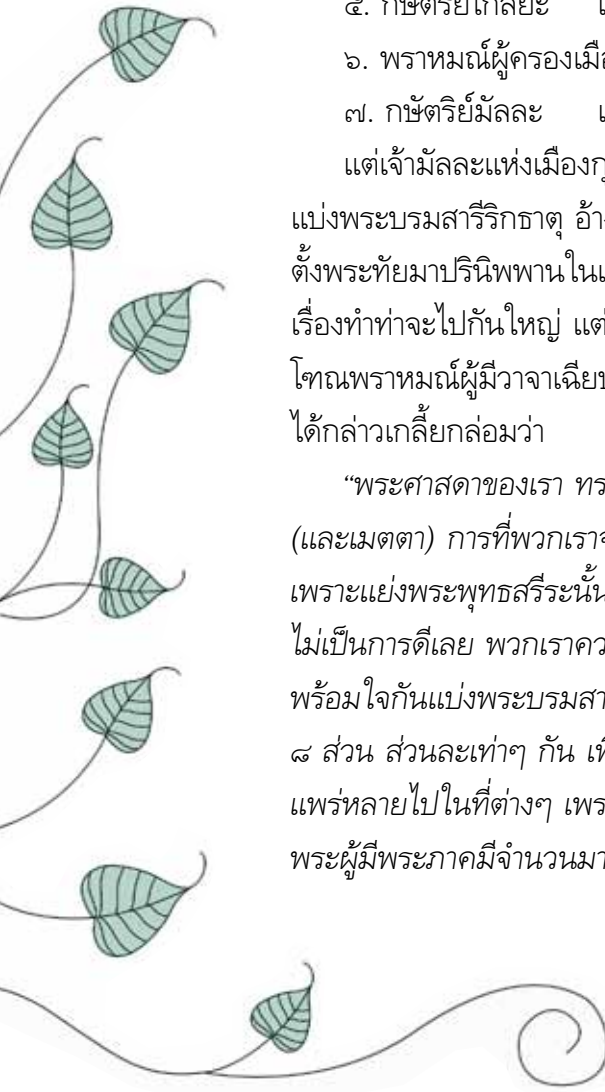 ๕. กษัตริย์โกลิยะ
๖. พราหมณ์ผู้ครองเมือ
๗. กษัตริย์มัลละ
แต่เจ้ามัลละแห่งเมืองกุ
แบ่งพระบรมสารีริกธาตุ อ้า
ตั้งพระทัยมาปรินิพพานใน
เรื่องทำท่าจะไปกันใหญ่ แต่
โฑณพราหมณ์ผู้มีวาจาเฉีย
ได้กล่าวเกลี้ยกล่อมว่า
“พระศาสดาของเรา ทร
(และเมตตา) การที่พวกเราจ
เพราะแย่งพระพุทธสรีระนั้น
ไม่เป็นการดีเลย พวกเราคว
พร้อมใจกันแบ่งพระบรมสา
๘ ส่วน ส่วนละเท่าๆ กัน เพื
แพร่หลายไปในที่ต่างๆ เพร
พระผู้มีพระภาคมีจำนวนมา